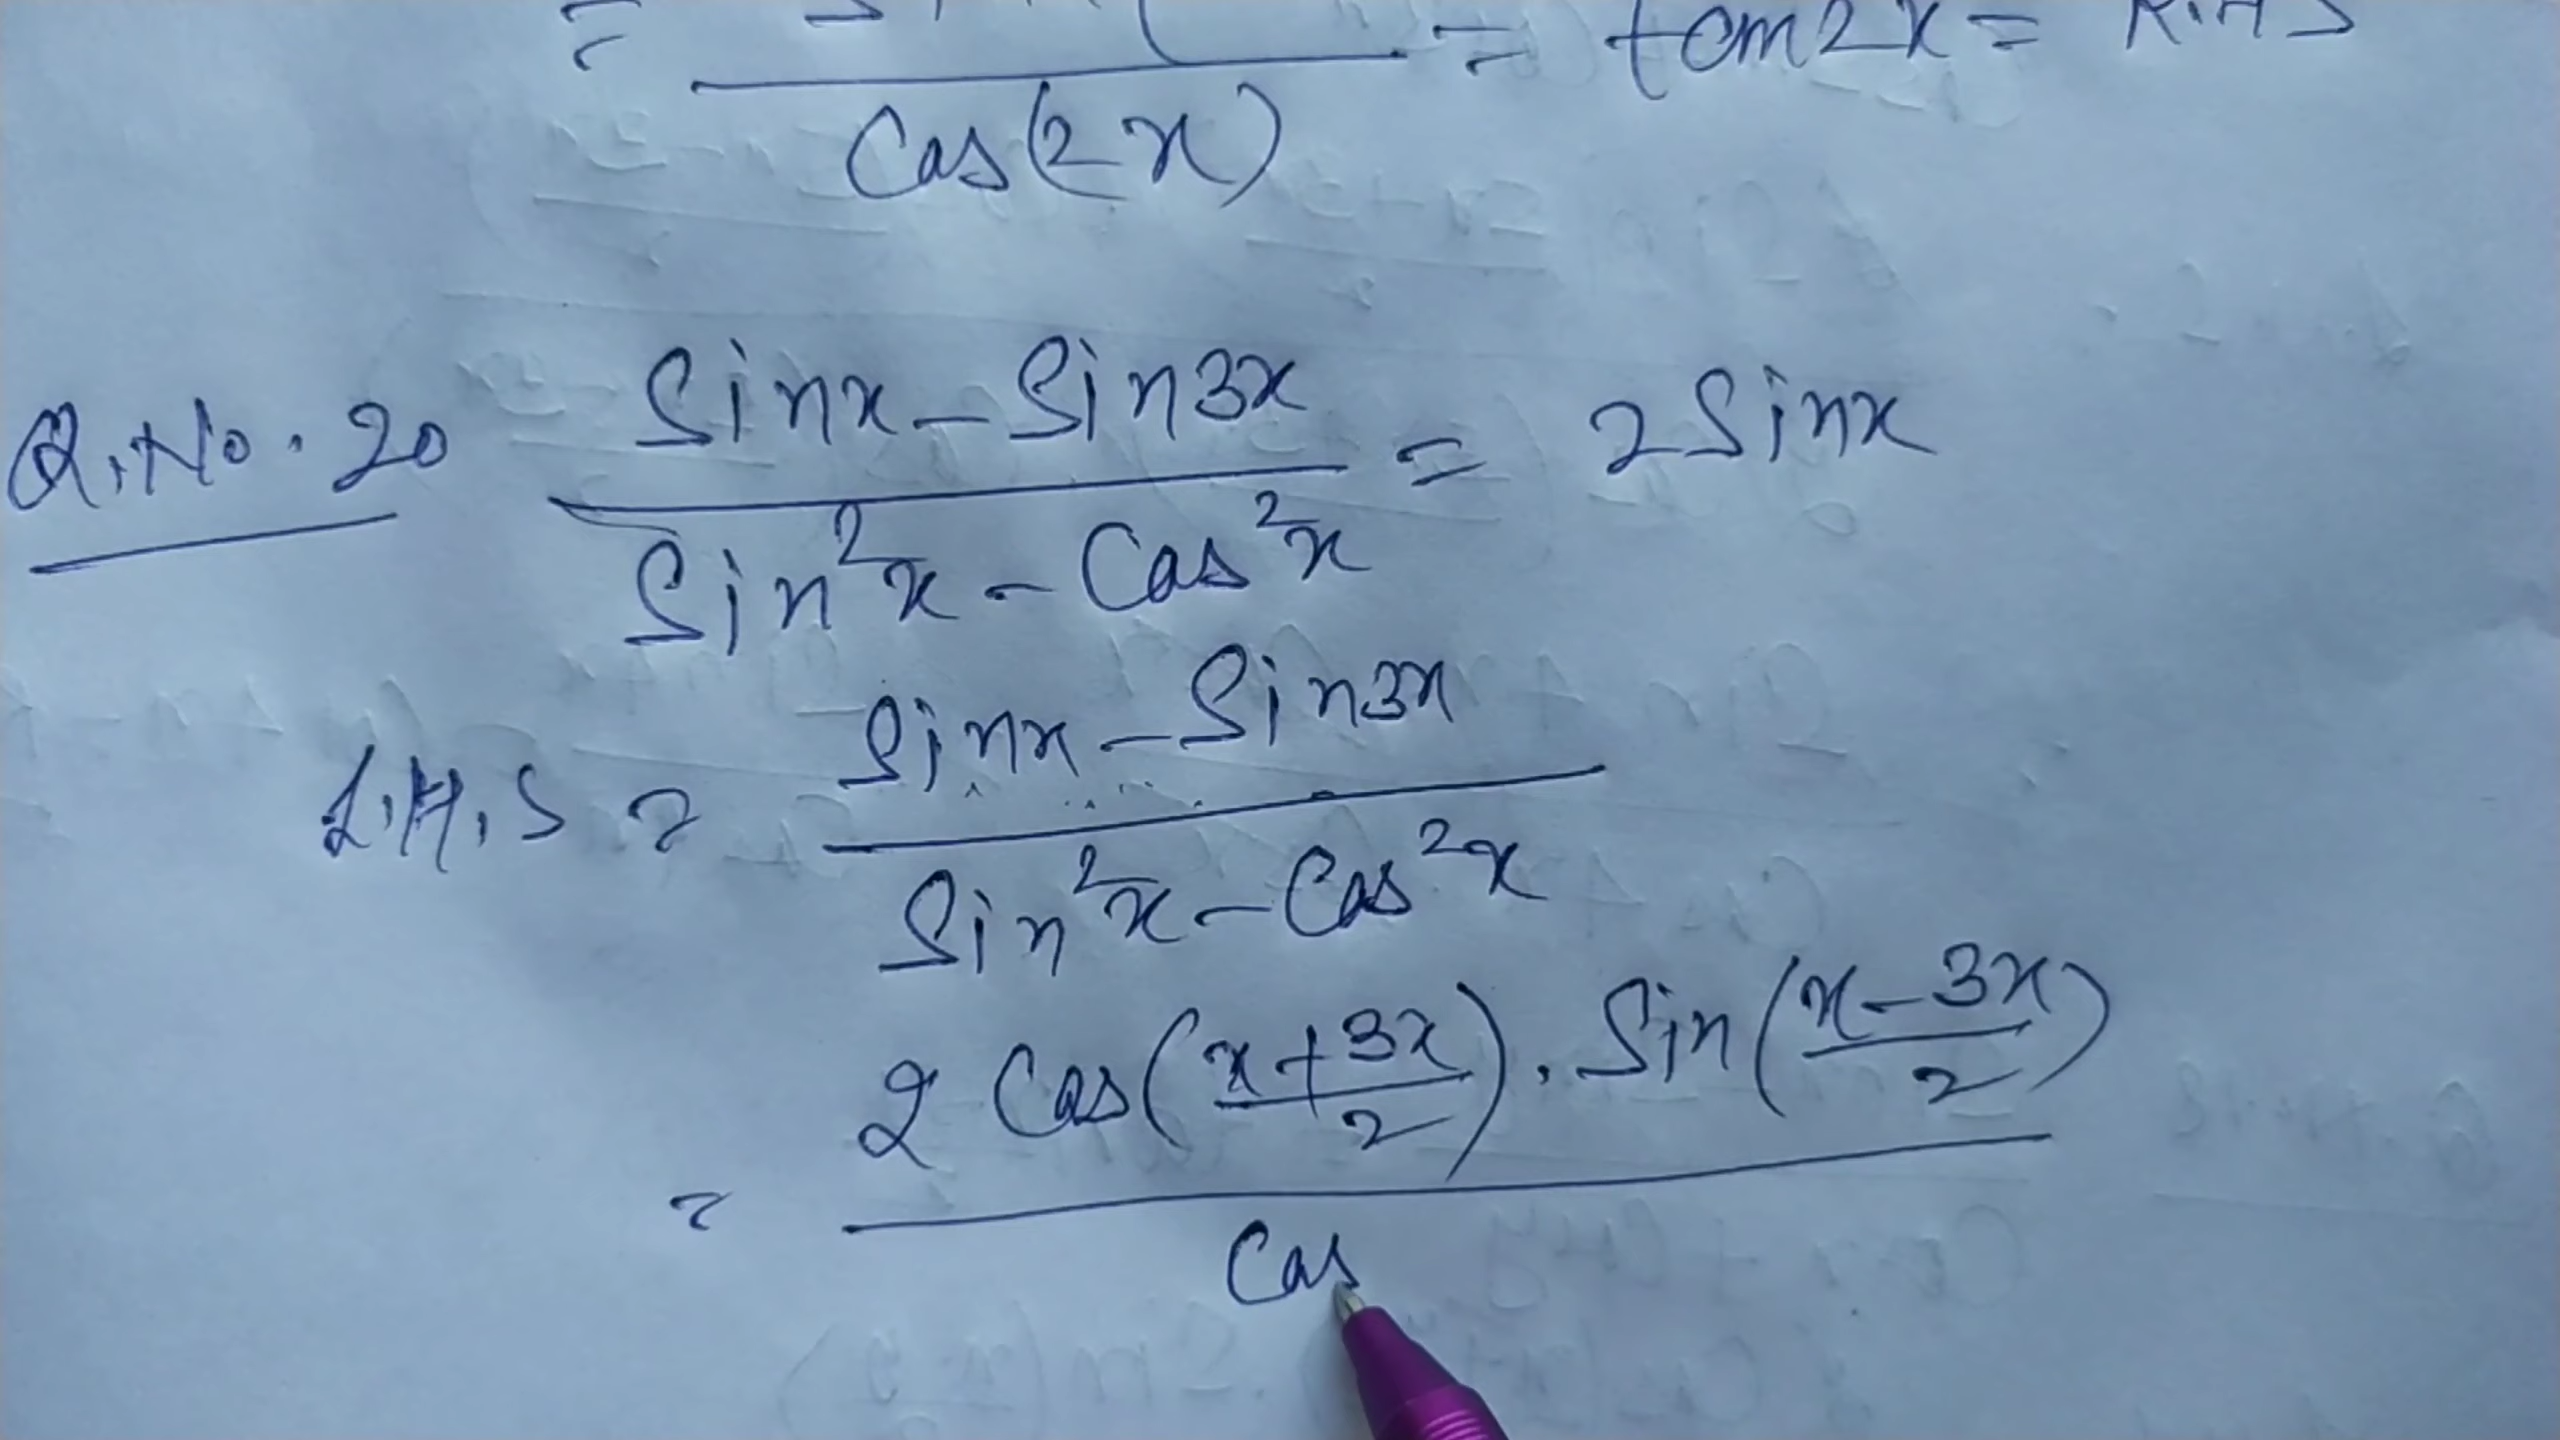 = Cos(2x) = tan2x = R.H.S
Q.No. 20 Sinx - Sin3x / Sin²x - Cos²x = 2Sinx
L.H.S = Sinx - Sin3x / Sin²x - Cos²x
= 2 Cos(x+3x / 2) . Sin(x-3x / 2) / Cos